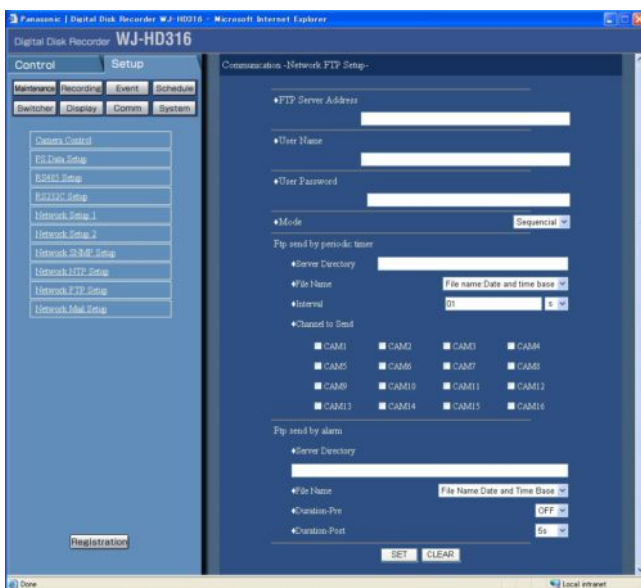 Panasonic | Digital Disk Recorder WJ-HD316 - Microsoft Internet Explorer
Digital Disk Recorder WJ-HD316
Control Setup
Maintenance Recording Event Schedule
Switcher Display Comm System
Camera Control
PS.Data Setup
RS485 Setup
RS232C Setup
Network Setup 1
Network Setup 2
Network SNMP Setup
Network NTP Setup
Network FTP Setup
Network Mail Setup
Registration
Communication -Network FTP Setup-
♦FTP Server Address
♦User Name
♦User Password
♦Mode Sequencial
Ftp send by periodic timer
♦Server Directory
♦File Name File name:Date and time base
♦Interval 01 s
♦Channel to Send
CAM1 CAM2 CAM3 CAM4
CAM5 CAM6 CAM7 CAM8
CAM9 CAM10 CAM11 CAM12
CAM13 CAM14 CAM15 CAM16
Ftp send by alarm
♦Server Directory
♦File Name File Name:Date and Time Base
♦Duration-Pre OFF
♦Duration-Post 5s
SET CLEAR
Done Local intranet